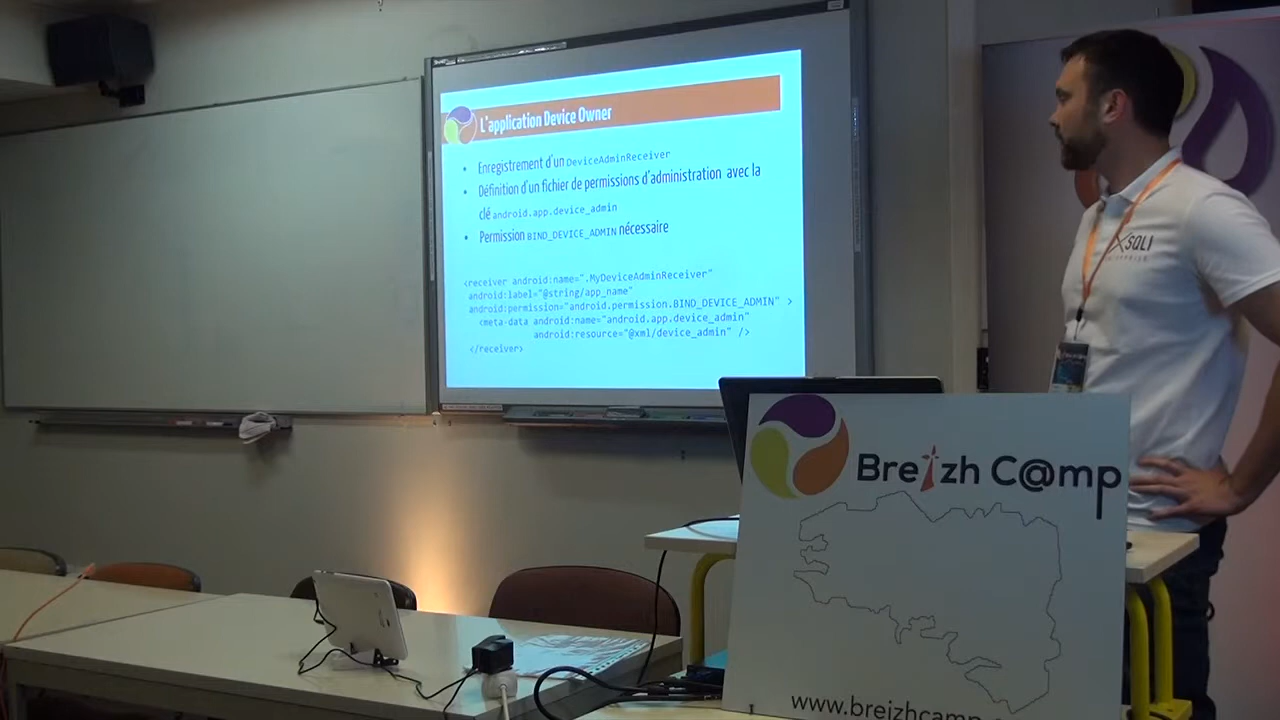 L'application Device Owner
• Enregistrement d'un DeviceAdminReceiver
• Définition d'un fichier de permissions d'administration avec la
clé android.app.device_admin
• Permission BIND_DEVICE_ADMIN nécessaire
<receiver android:name=".MyDeviceAdminReceiver"
android:label="@string/app_name"
android:permission="android.permission.BIND_DEVICE_ADMIN" >
<meta-data android:name="android.app.device_admin"
android:resource="@xml/device_admin" />
</receiver>
SQLI
ENTERPRISE
Breizh C@mp
www.breizhcamp